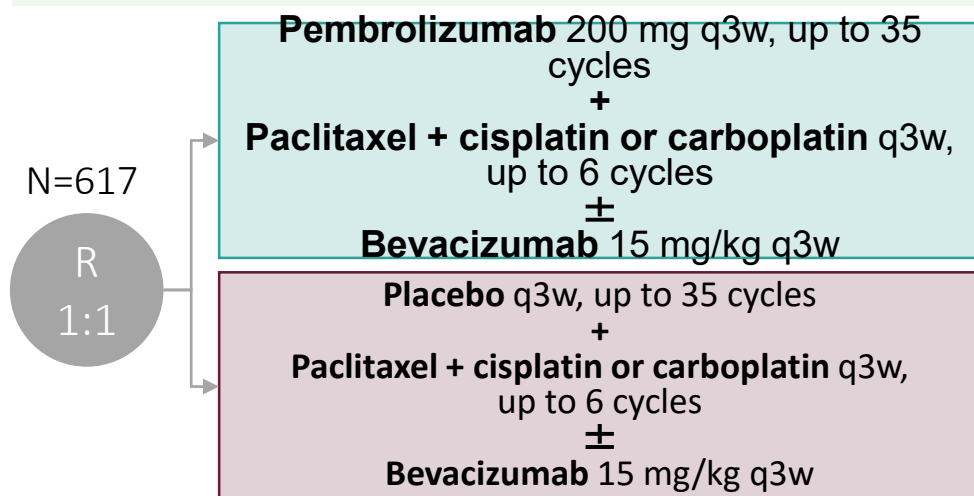 Pembrolizumab 200 mg q3w, up to 35
cycles
+
Paclitaxel + cisplatin or carboplatin q3w,
up to 6 cycles
±
Bevacizumab 15 mg/kg q3w
N=617
R
1:1
Placebo q3w, up to 35 cycles
+
Paclitaxel + cisplatin or carboplatin q3w,
up to 6 cycles
±
Bevacizumab 15 mg/kg q3w